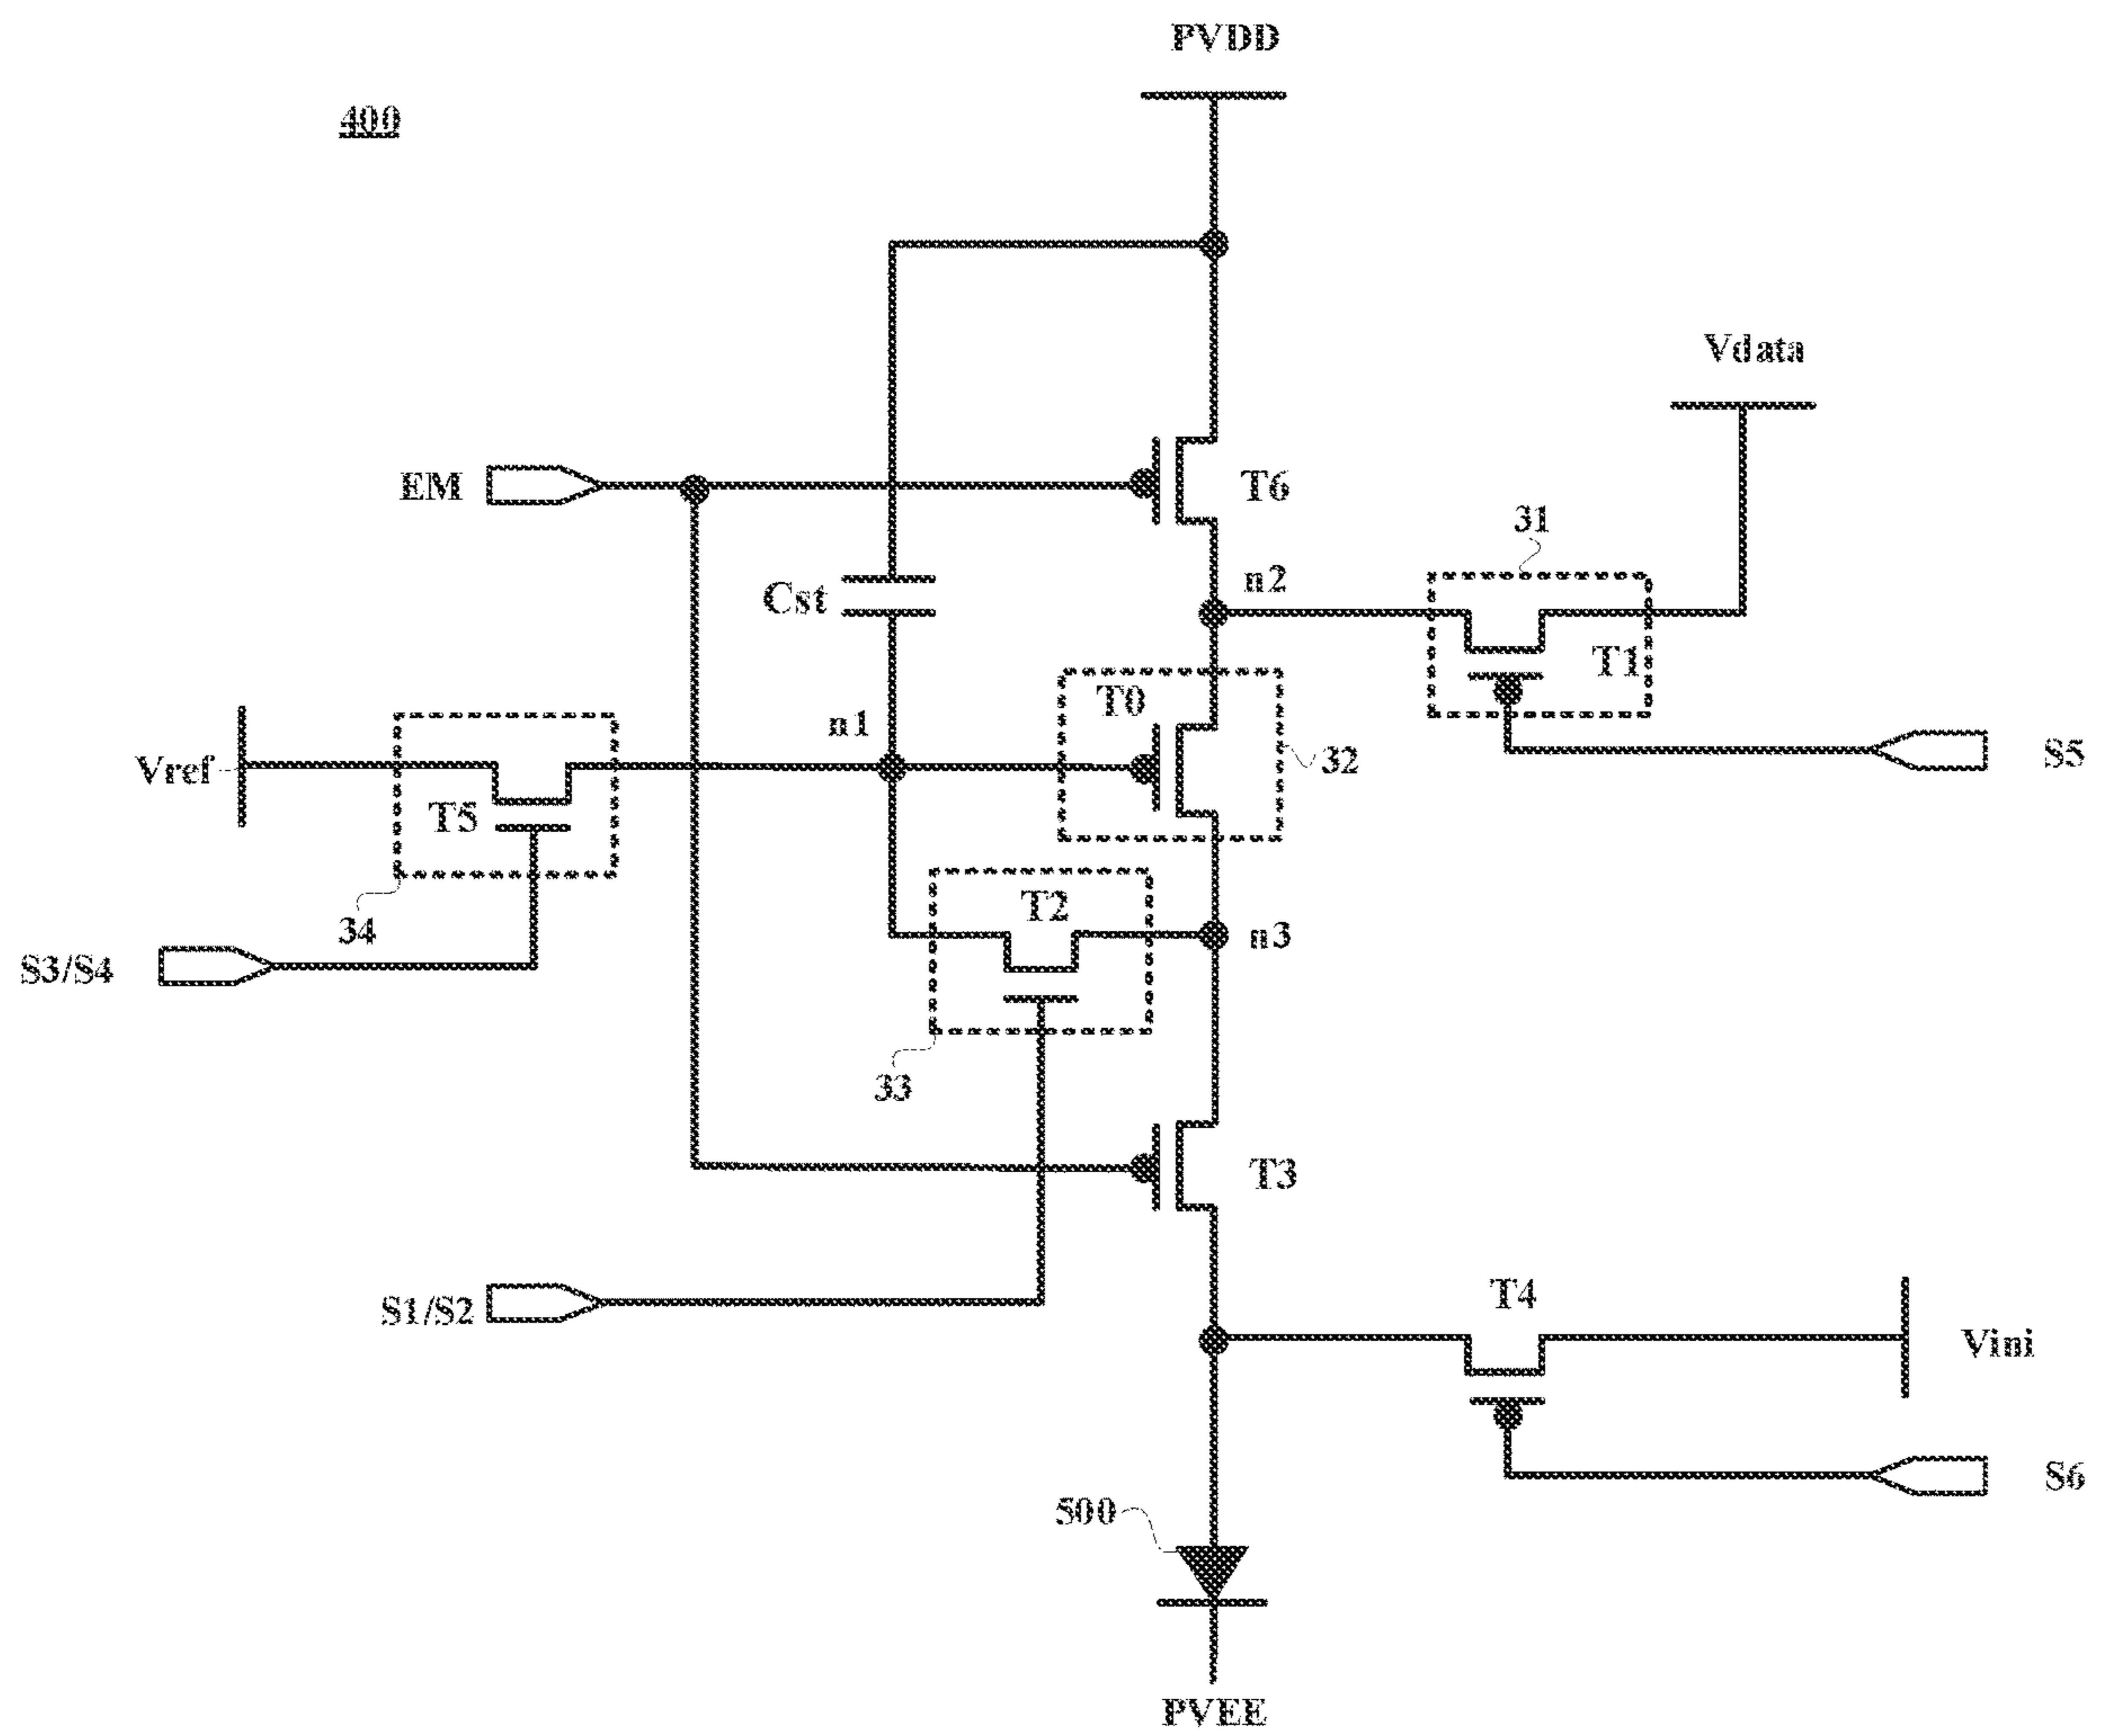 PVDD
400
Vdata
EM
T6
31
n2
Cst
T1
T0
n1
Vref
32
S5
T5
T2
34
n3
S3/S4
33
T3
S1/S2
T4
Vini
S6
500
PVEE